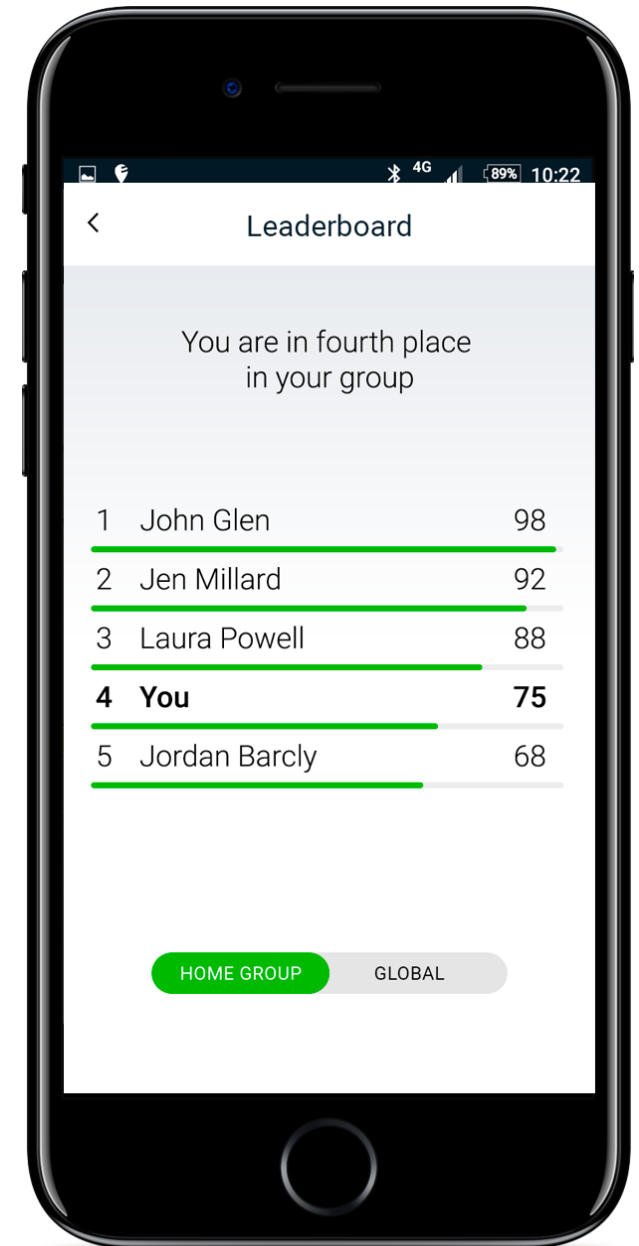 4G 89% 10:22
Leaderboard
You are in fourth place
in your group
1 John Glen 98
2 Jen Millard 92
3 Laura Powell 88
4 You 75
5 Jordan Barcly 68
HOME GROUP GLOBAL